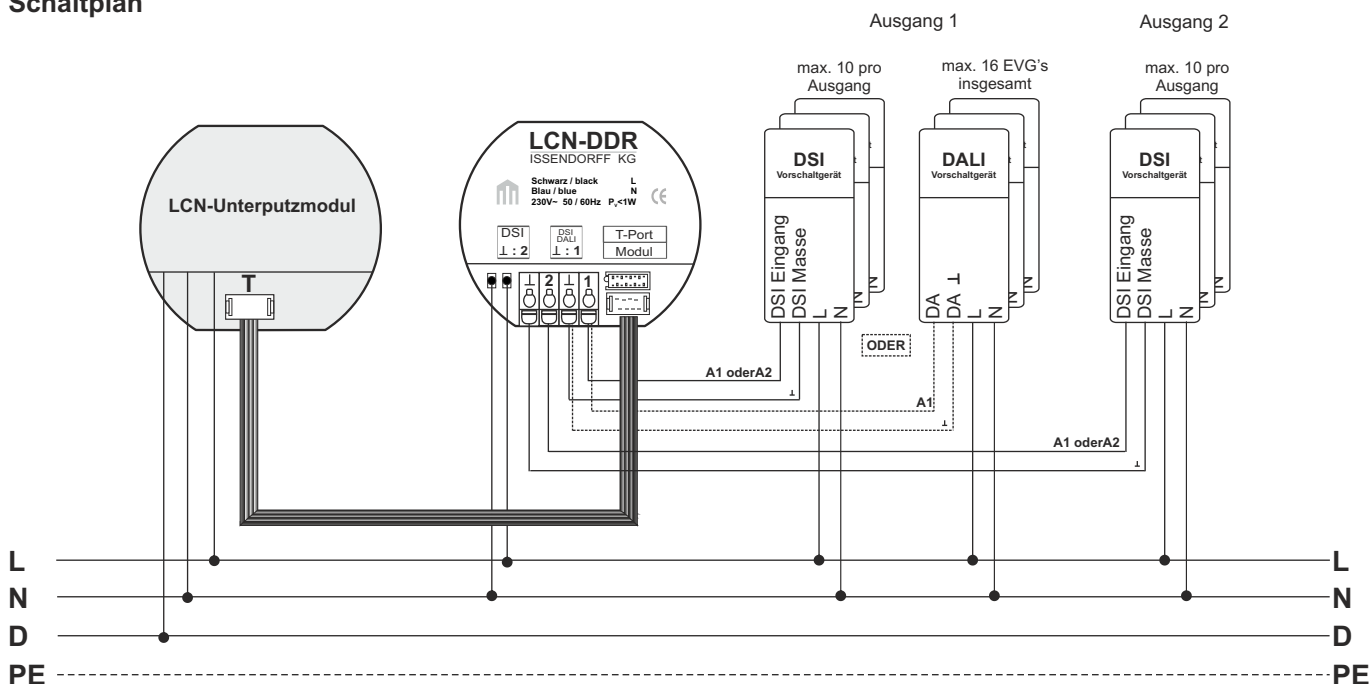 Schaltplan
Ausgang 1
Ausgang 2
max. 10 pro
Ausgang
max. 16 EVG's
insgesamt
max. 10 pro
Ausgang
LCN-Unterputzmodul
T
LCN-DDR
ISSENDORFF KG
Schwarz / black L
Blau / blue N
230V~ 50 / 60Hz Pv<1W
CE
DSI
⊥ : 2
DSI
DALI
⊥ : 1
T-Port
Modul
⊥ 2 ⊥ 1
DSI
Vorschaltgerät
DSI Eingang
DSI Masse
L
N
N
N
DALI
Vorschaltgerät
DA
DA ⊥
L
N
N
N
DSI
Vorschaltgerät
DSI Eingang
DSI Masse
L
N
N
N
ODER
A1 oderA2
⊥
A1
⊥
A1 oderA2
⊥
L L
N N
D D
PE PE